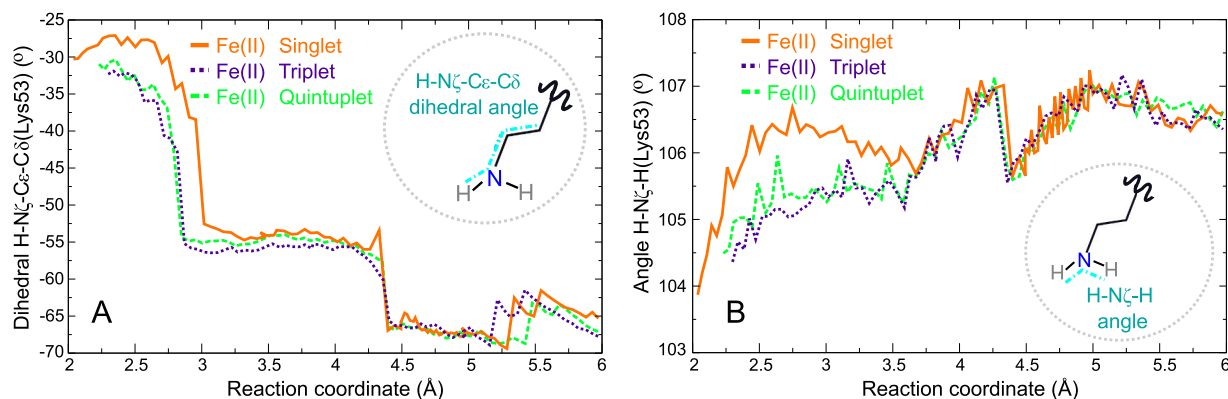 Dihedral H-Nζ-Cε-Cδ(Lys53) (º)
-25
-30
-35
-40
-45
-50
-55
-60
-65
-70
Fe(II) Singlet
Fe(II) Triplet
Fe(II) Quintuplet
H-Nζ-Cε-Cδ
dihedral angle
N
H
H
A
2
2.5
3
3.5
4
4.5
5
5.5
6
Reaction coordinate (Å)
Angle H-Nζ-H(Lys53) (º)
108
107
106
105
104
103
Fe(II) Singlet
Fe(II) Triplet
Fe(II) Quintuplet
N
H
H
H-Nζ-H
angle
B
2
2.5
3
3.5
4
4.5
5
5.5
6
Reaction coordinate (Å)